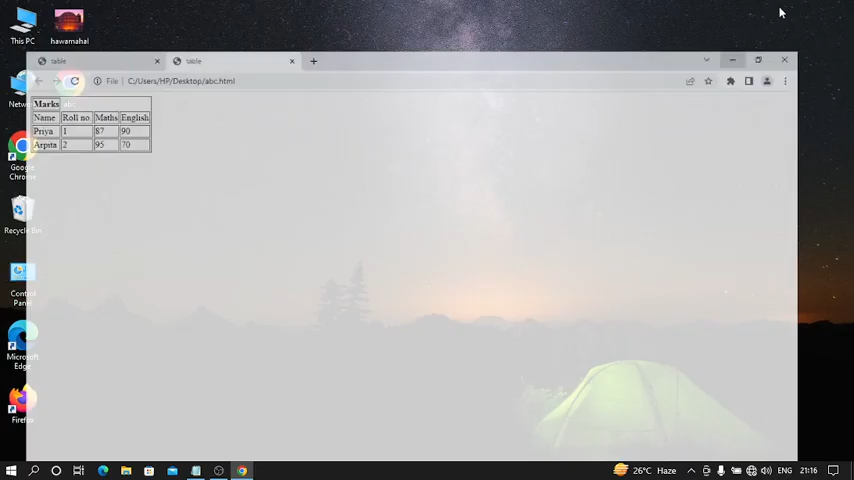 This PC
hawamahal
table
table
File
C:/Users/HP/Desktop/abc.html
abc
Marks
Name Roll no. Maths English
Priya 1 87 90
Arpita 2 95 70
Google Chrome
Recycle Bin
Control Panel
Microsoft Edge
Firefox
26°C Haze
ENG
21:16